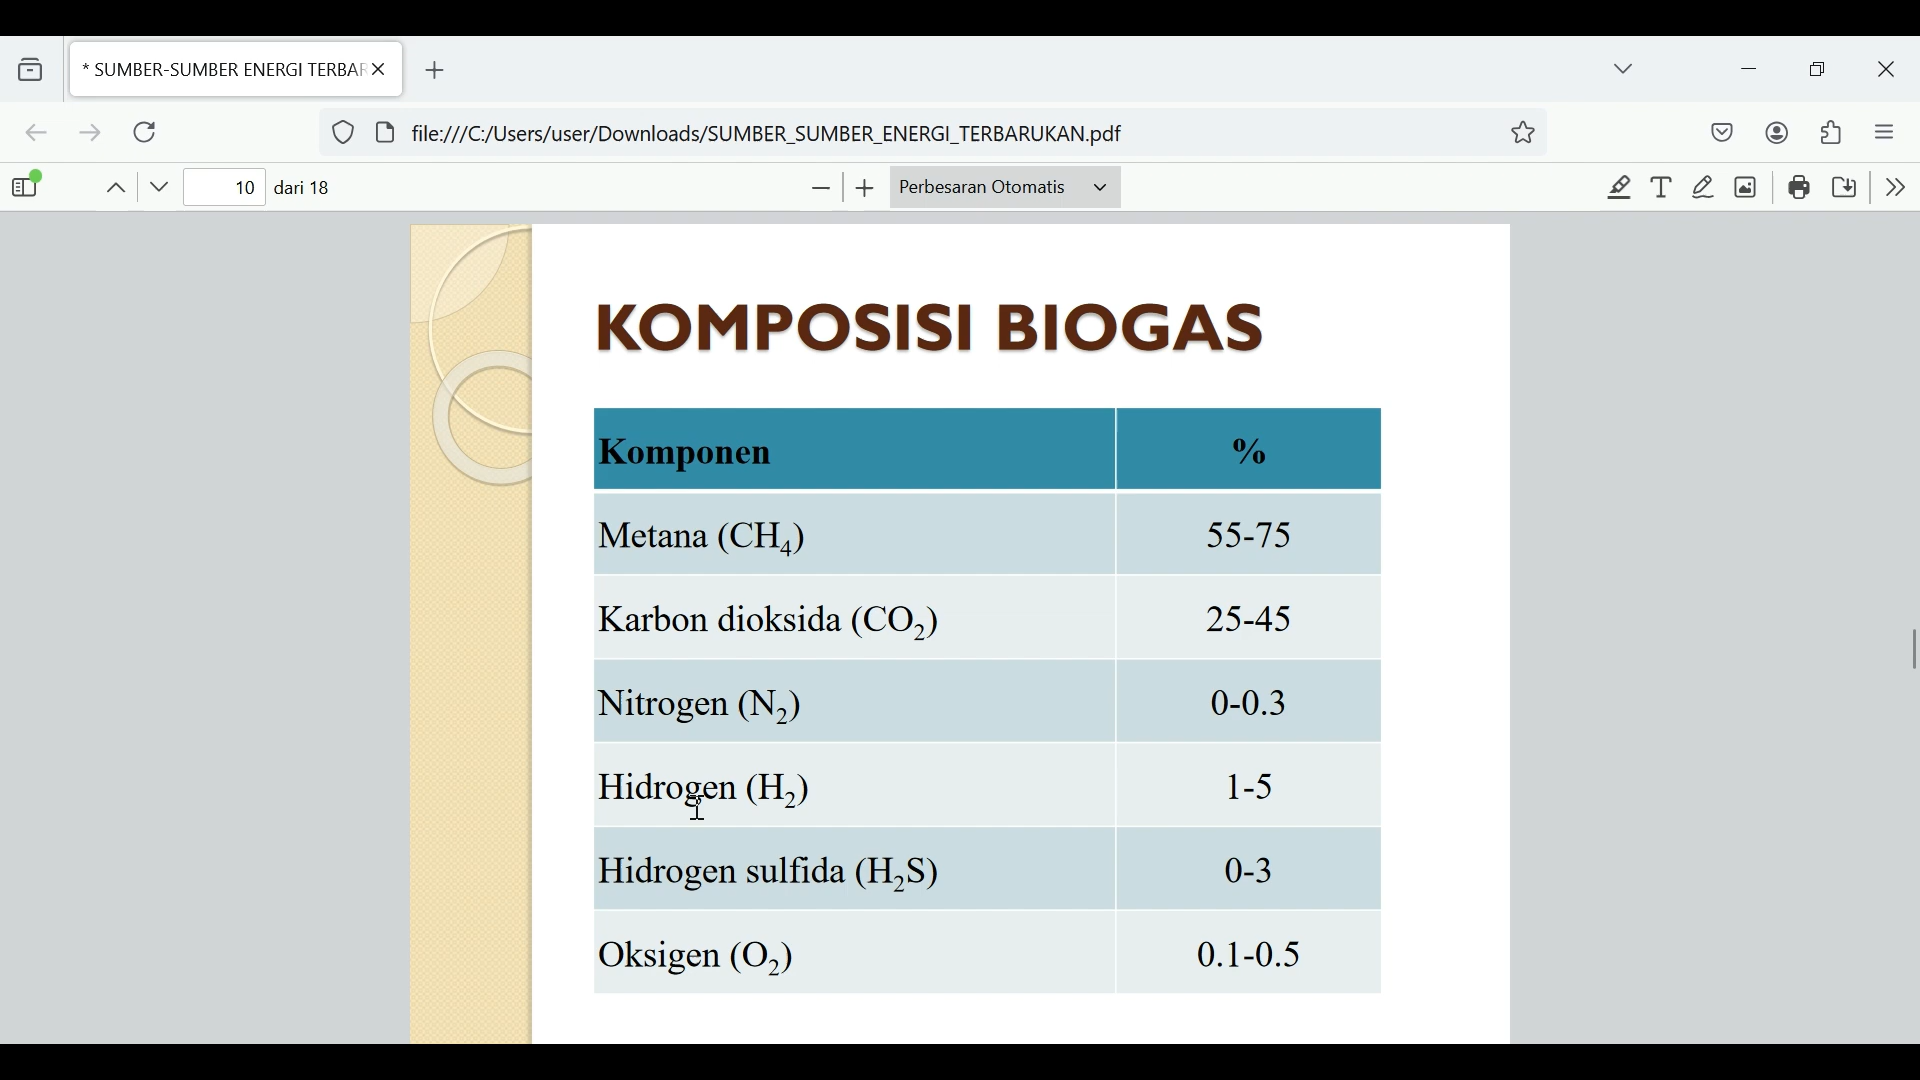 * SUMBER-SUMBER ENERGI TERBAR
file:///C:/Users/user/Downloads/SUMBER_SUMBER_ENERGI_TERBARUKAN.pdf
10 dari 18 Perbesaran Otomatis
KOMPOSISI BIOGAS
Komponen %
Metana (CH₄) 55-75
Karbon dioksida (CO₂) 25-45
Nitrogen (N₂) 0-0.3
Hidrogen (H₂) 1-5
Hidrogen sulfida (H₂S) 0-3
Oksigen (O₂) 0.1-0.5